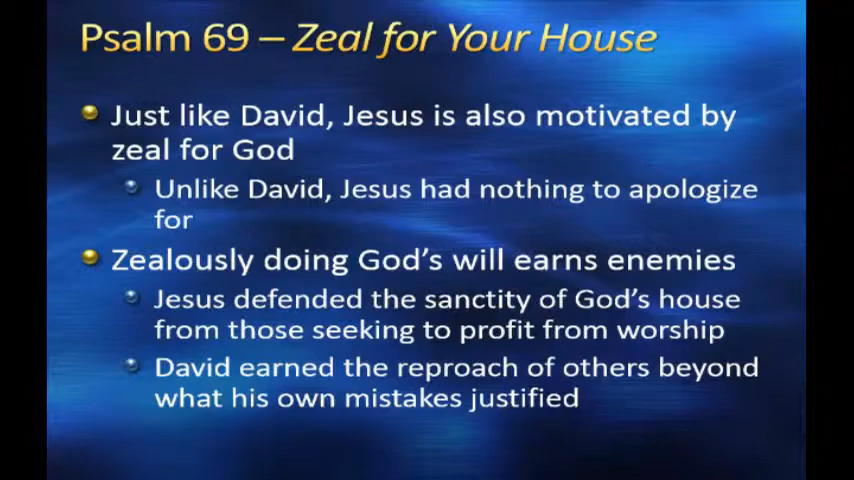 Psalm 69 – Zeal for Your House
Just like David, Jesus is also motivated by
zeal for God
Unlike David, Jesus had nothing to apologize
for
Zealously doing God's will earns enemies
Jesus defended the sanctity of God's house
from those seeking to profit from worship
David earned the reproach of others beyond
what his own mistakes justified